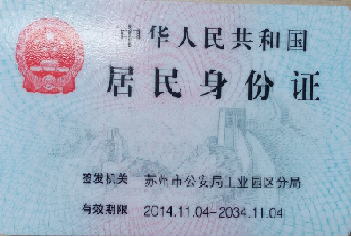 中华人民共和国
居民身份证
签发机关 苏州市公安局工业园区分局
有效期限 2014.11.04-2034.11.04